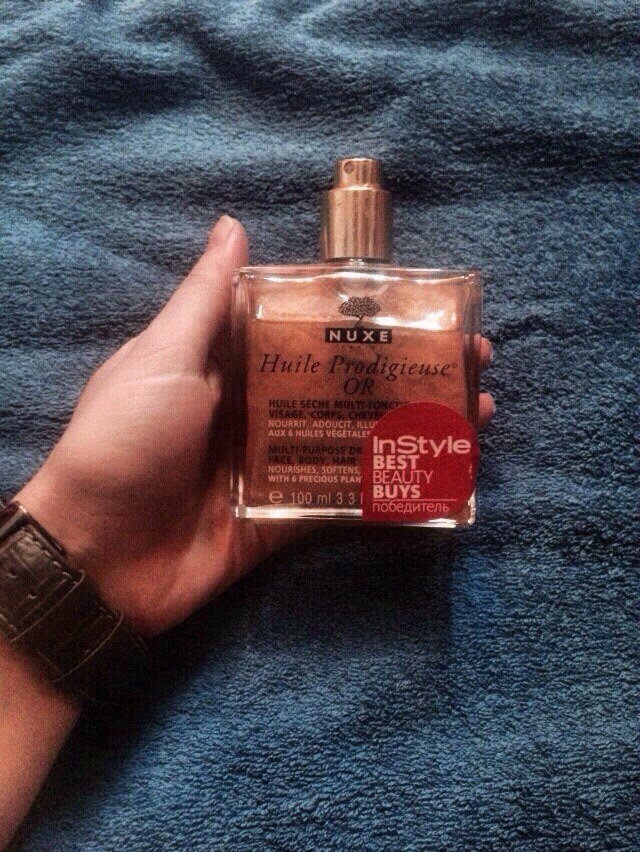 NUXE
Huile Prodigieuse®
OR
HUILE SÈCHE MULTI-FONCT
VISAGE, CORPS, CHEVE
NOURRIT, ADOUCIT, ILLU
AUX 6 HUILES VÉGÉTALE
MULTI-PURPOSE DR
FACE, BODY, HAIR
NOURISHES, SOFTENS,
WITH 6 PRECIOUS PLAN
e 100 ml 3.3
InStyle
BEST
BEAUTY
BUYS
победитель